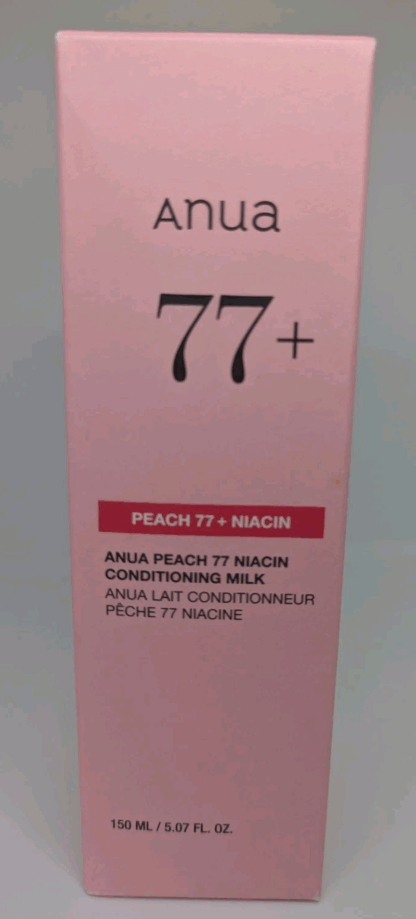 Anua
77+
PEACH 77+ NIACIN
ANUA PEACH 77 NIACIN
CONDITIONING MILK
ANUA LAIT CONDITIONNEUR
PÊCHE 77 NIACINE
150 ML / 5.07 FL. OZ.